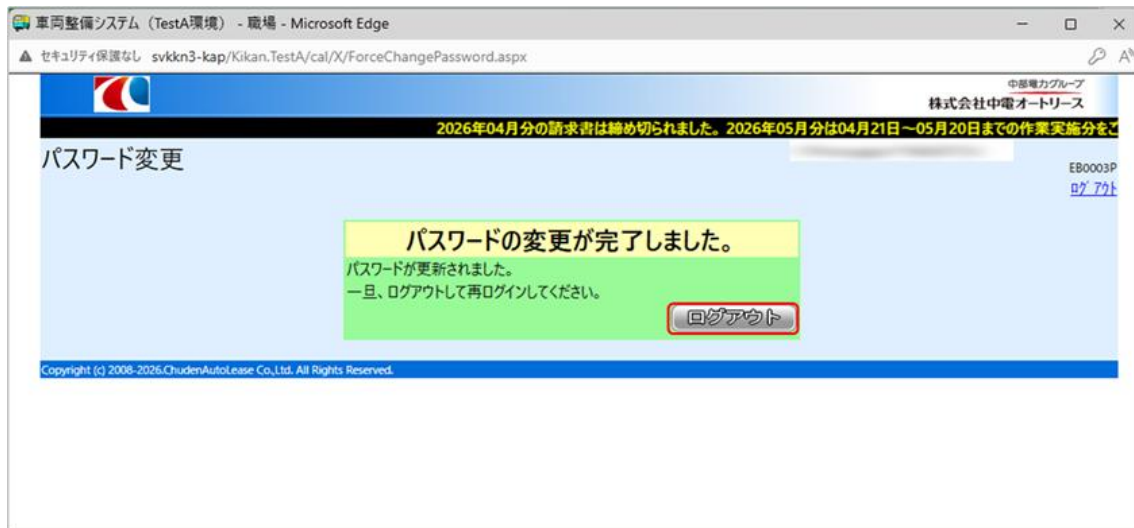 車両整備システム（TestA環境） - 職場 - Microsoft Edge
セキュリティ保護なし svkkn3-kap/Kikan.TestA/cal/X/ForceChangePassword.aspx
中部電力グループ
株式会社中電オートリース
2026年04月分の請求書は締め切られました。2026年05月分は04月21日～05月20日までの作業実施分をご
パスワード変更
EB0003P
ﾛｸﾞｱｳﾄ
パスワードの変更が完了しました。
パスワードが更新されました。
一旦、ログアウトして再ログインしてください。
ログアウト
Copyright (c) 2008-2026.ChudenAutoLease Co.,Ltd. All Rights Reserved.